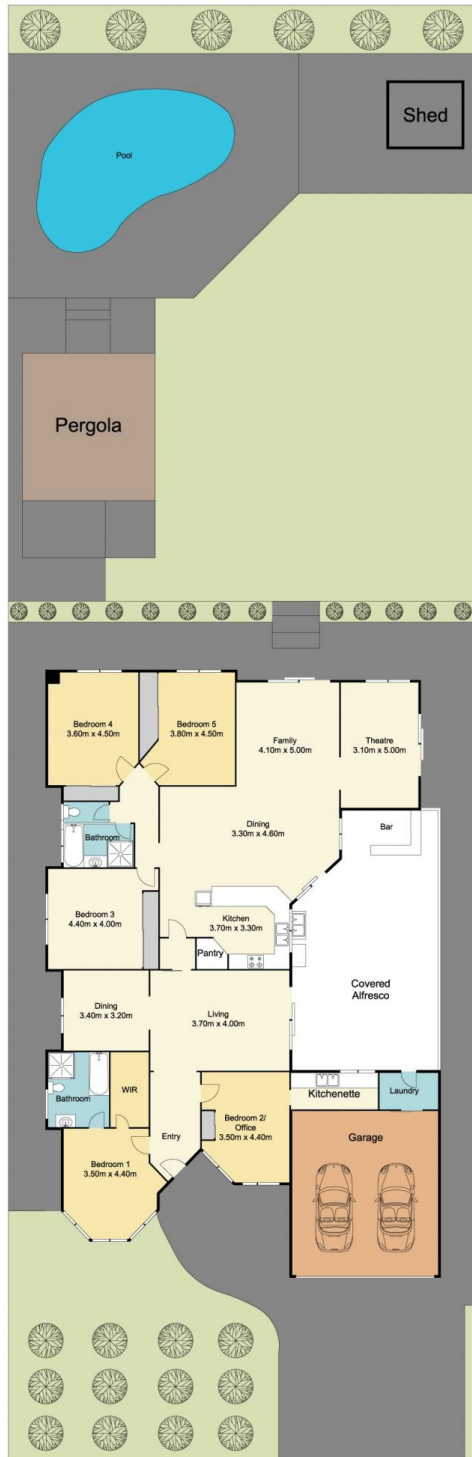 Shed
Pool
Pergola
Bedroom 4
3.60m x 4.50m
Bedroom 5
3.80m x 4.50m
Family
4.10m x 5.00m
Theatre
3.10m x 5.00m
Dining
3.30m x 4.60m
Bar
Bathroom
Bedroom 3
4.40m x 4.00m
Kitchen
3.70m x 3.30m
Pantry
Covered
Alfresco
Dining
3.40m x 3.20m
Living
3.70m x 4.00m
Bathroom
WIR
Kitchenette
Laundry
Bedroom 2/
Office
3.50m x 4.40m
Entry
Garage
Bedroom 1
3.50m x 4.40m